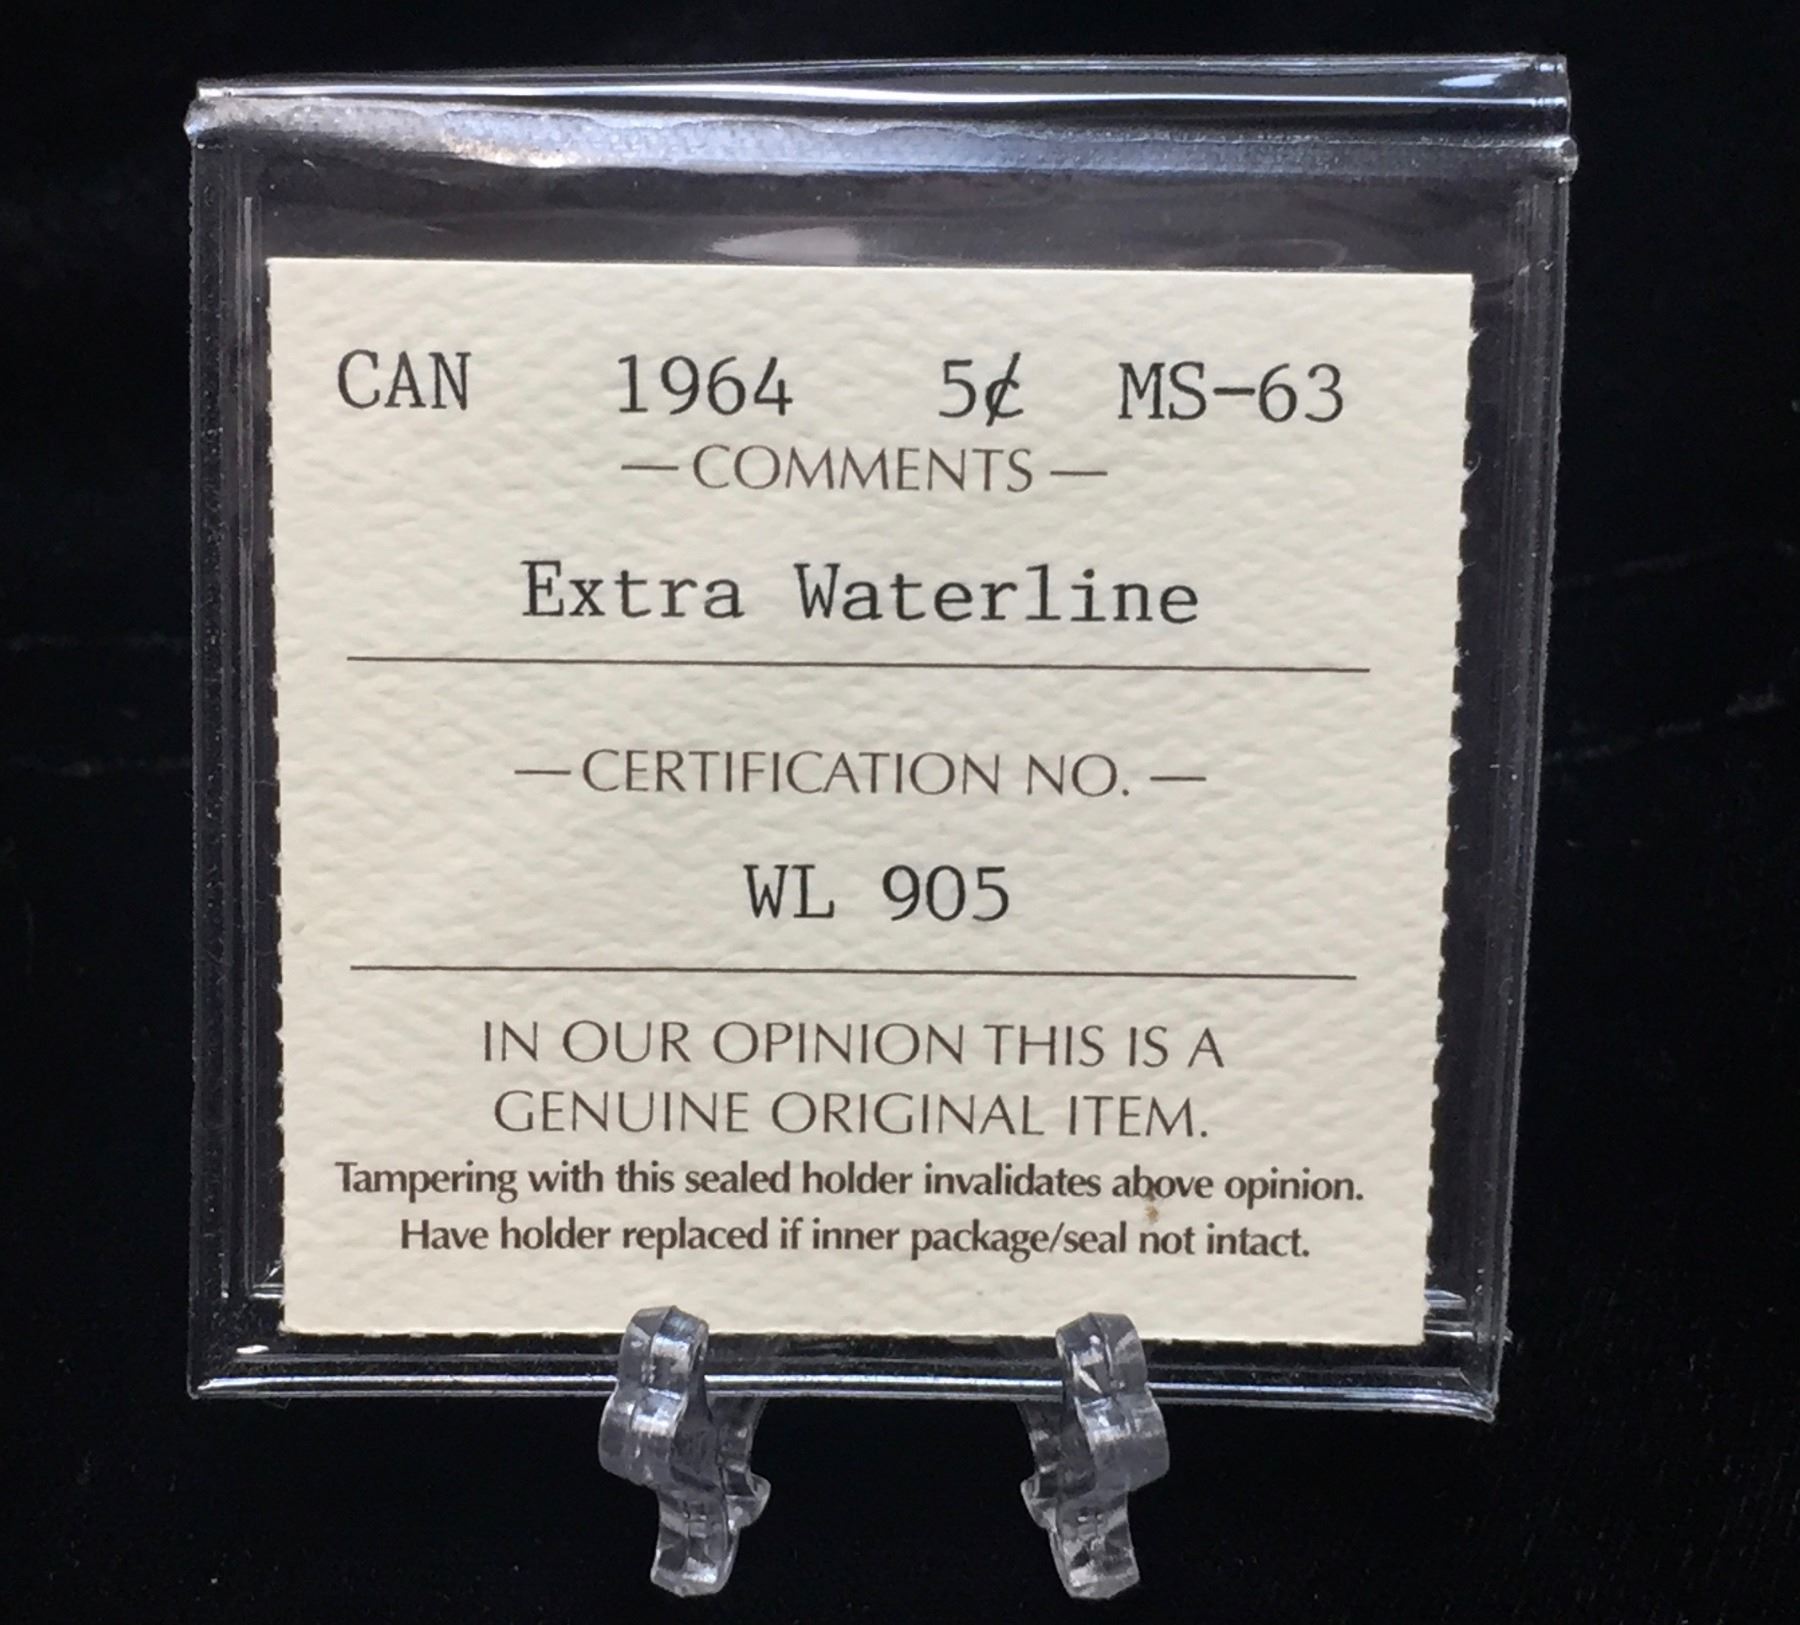 CAN 1964 5¢ MS-63
— COMMENTS —
Extra Waterline
— CERTIFICATION NO. —
WL 905
IN OUR OPINION THIS IS A
GENUINE ORIGINAL ITEM.
Tampering with this sealed holder invalidates above opinion.
Have holder replaced if inner package/seal not intact.